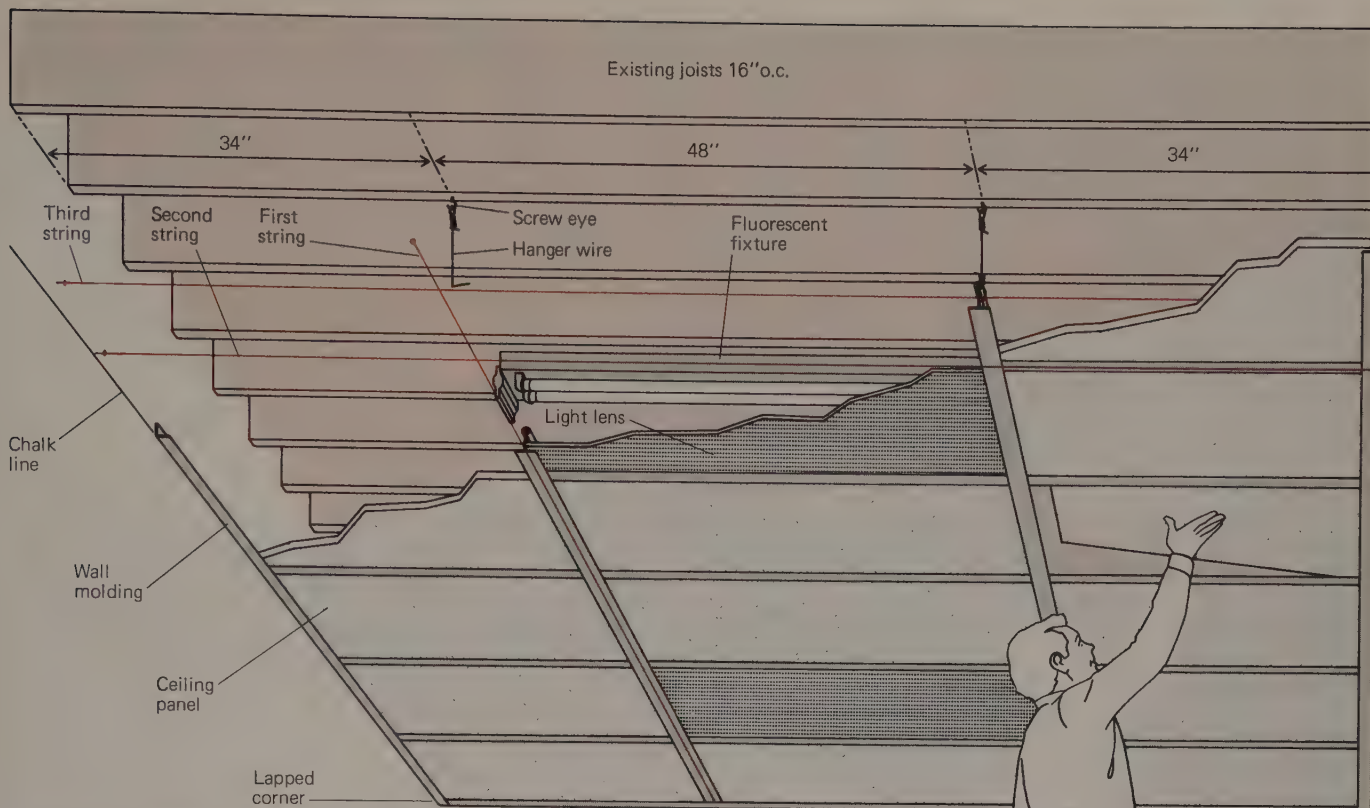 Existing joists 16"o.c.
34"
48"
34"
Third
string
Second
string
First
string
Screw eye
Hanger wire
Fluorescent
fixture
Light lens
Chalk
line
Wall
molding
Ceiling
panel
Lapped
corner